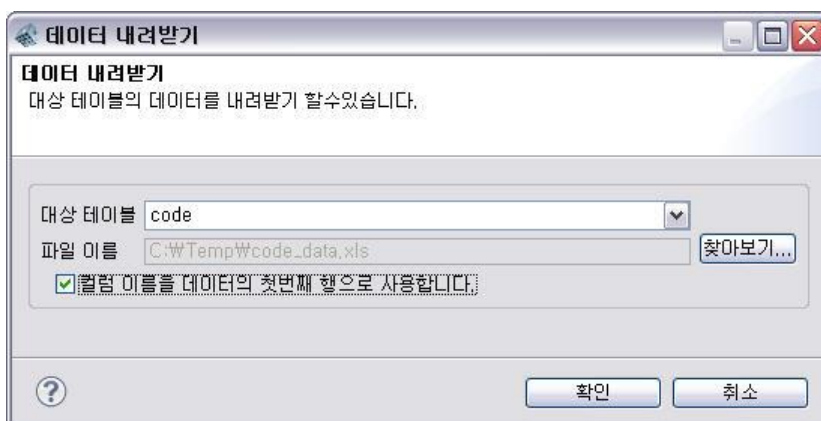 데이터 내려받기
데이터 내려받기
대상 테이블의 데이터를 내려받기 할수있습니다.
대상 테이블 code
파일 이름 C:₩Temp₩code_data.xls 찾아보기...
컬럼 이름을 데이터의 첫번째 행으로 사용합니다.
? 확인 취소